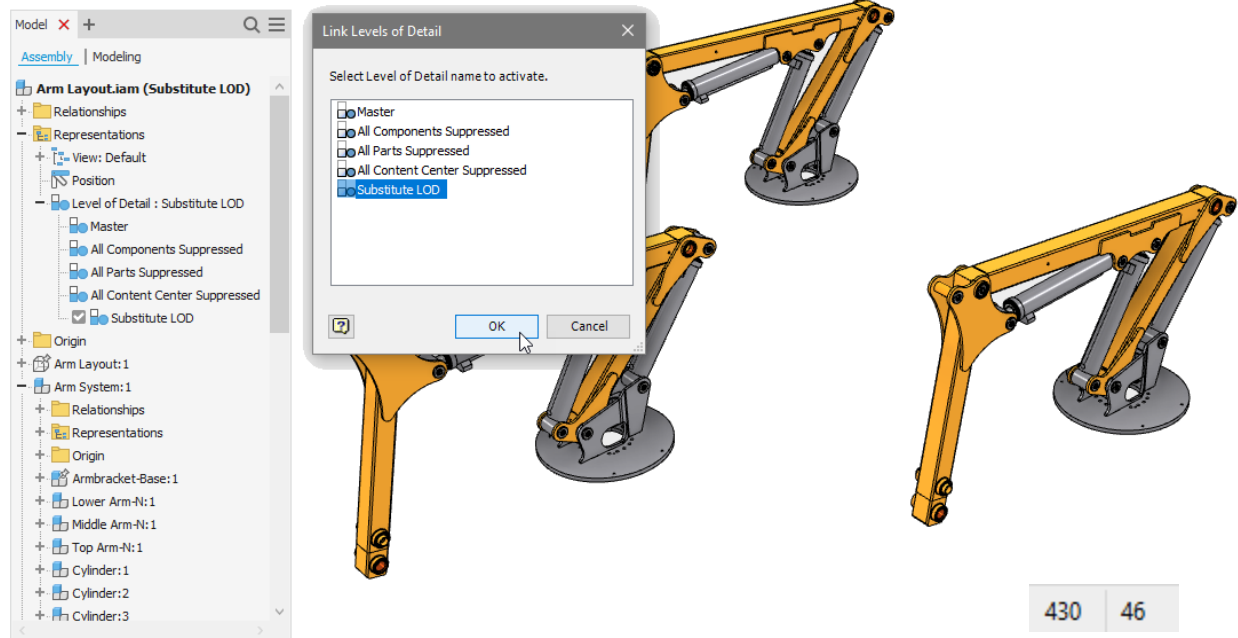 Model
Assembly | Modeling
Arm Layout.iam (Substitute LOD)
Relationships
Representations
View: Default
Position
Level of Detail : Substitute LOD
Master
All Components Suppressed
All Parts Suppressed
All Content Center Suppressed
Substitute LOD
Origin
Arm Layout:1
Arm System:1
Relationships
Representations
Origin
Armbracket-Base:1
Lower Arm-N:1
Middle Arm-N:1
Top Arm-N:1
Cylinder:1
Cylinder:2
Cylinder:3
Link Levels of Detail
Select Level of Detail name to activate.
Master
All Components Suppressed
All Parts Suppressed
All Content Center Suppressed
Substitute LOD
OK Cancel
430 46